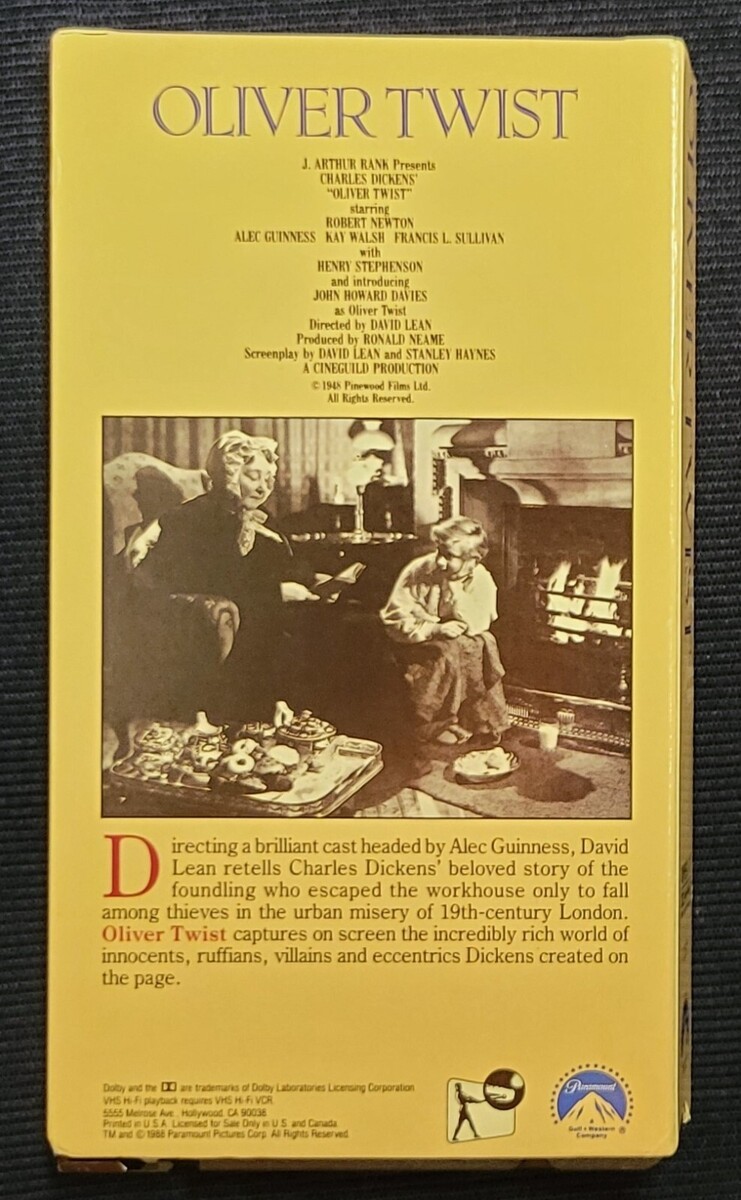 OLIVER TWIST
J. ARTHUR RANK Presents
CHARLES DICKENS'
"OLIVER TWIST"
starring
ROBERT NEWTON
ALEC GUINNESS KAY WALSH FRANCIS L. SULLIVAN
with
HENRY STEPHENSON
and introducing
JOHN HOWARD DAVIES
as Oliver Twist
Directed by DAVID LEAN
Produced by RONALD NEAME
Screenplay by DAVID LEAN and STANLEY HAYNES
A CINEGUILD PRODUCTION
© 1948 Pinewood Films Ltd.
All Rights Reserved.
Directing a brilliant cast headed by Alec Guinness, David
Lean retells Charles Dickens' beloved story of the
foundling who escaped the workhouse only to fall
among thieves in the urban misery of 19th-century London.
Oliver Twist captures on screen the incredibly rich world of
innocents, ruffians, villains and eccentrics Dickens created on
the page.
Dolby and the are trademarks of Dolby Laboratories Licensing Corporation.
VHS Hi-Fi playback requires VHS Hi-Fi VCR.
5555 Melrose Ave., Hollywood, CA 90038
Printed in U.S.A. Licensed for Sale Only in U.S. and Canada.
TM and © 1988 Paramount Pictures Corp. All Rights Reserved.
Paramount
Gulf+Western
Company
®